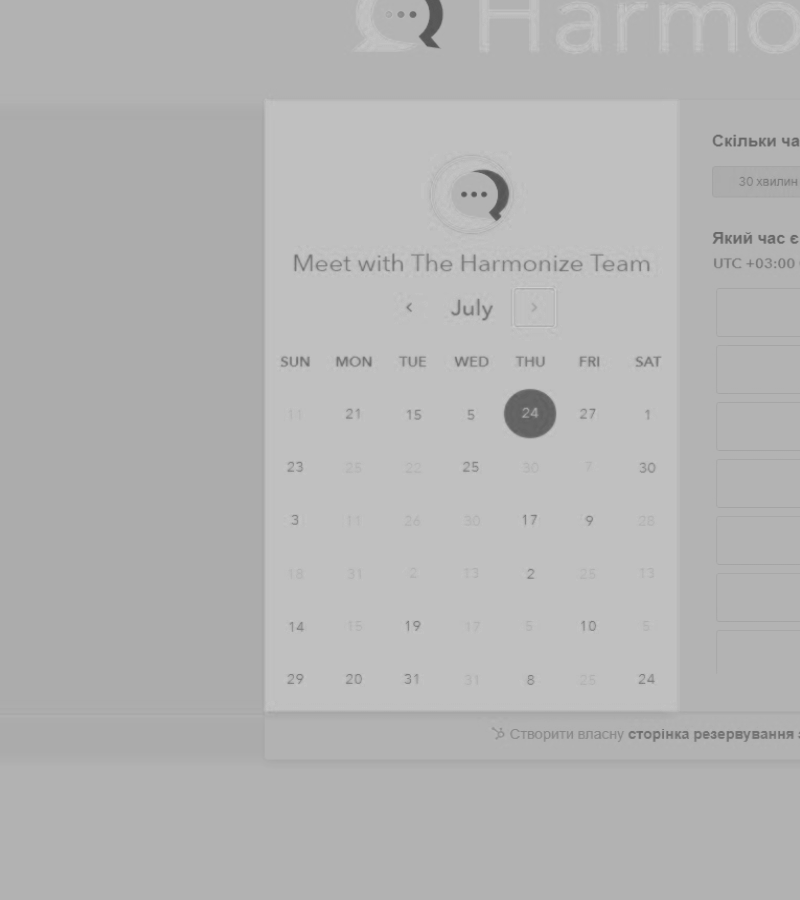 Harmo
Meet with The Harmonize Team
July
SUN MON TUE WED THU FRI SAT
11 21 15 5 24 27 1
23 28 22 25 30 7 30
3 11 26 30 17 9 28
18 31 2 13 2 25 13
14 15 19 17 5 10 5
29 20 31 31 8 25 24
Скільки ча
30 хвилин
Який час є
UTC +03:00
Створити власну сторінка резервування